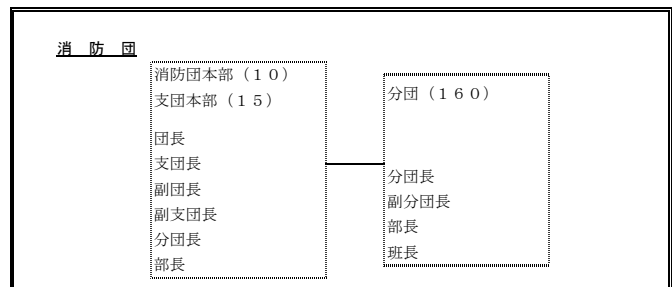 消 防 団
消防団本部（１０）
支団本部（１５）
団長
支団長
副団長
副支団長
分団長
部長
分団（１６０）
分団長
副分団長
部長
班長